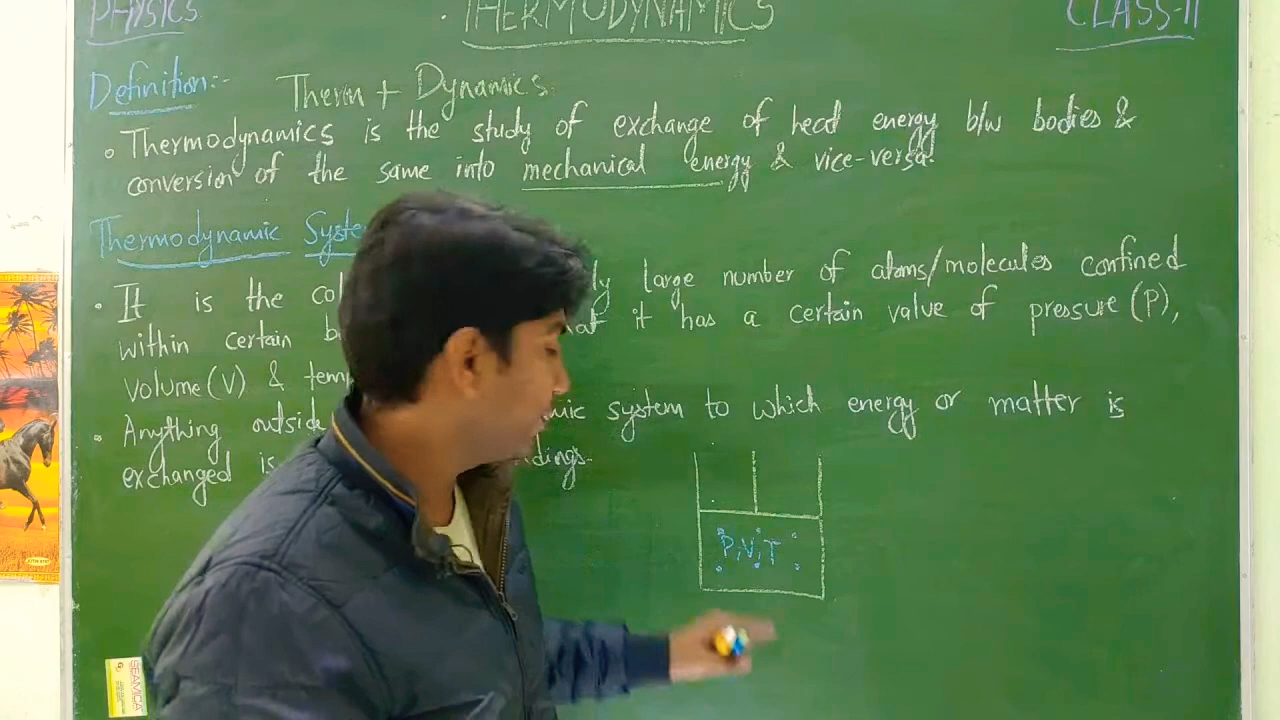 PHYSICS
THERMODYNAMICS
CLASS-11
Definition:-
Therm + Dynamics
Thermodynamics is the study of exchange of heat energy b/w bodies &
conversion of the same into mechanical energy & vice-versa.
Thermodynamic
It is the large number of atoms/molecules confined
within certain it has a certain value of pressure (P),
Volume (V) &
Anything system to which energy or matter is
exchanged is
P, V, T
SEAMICA